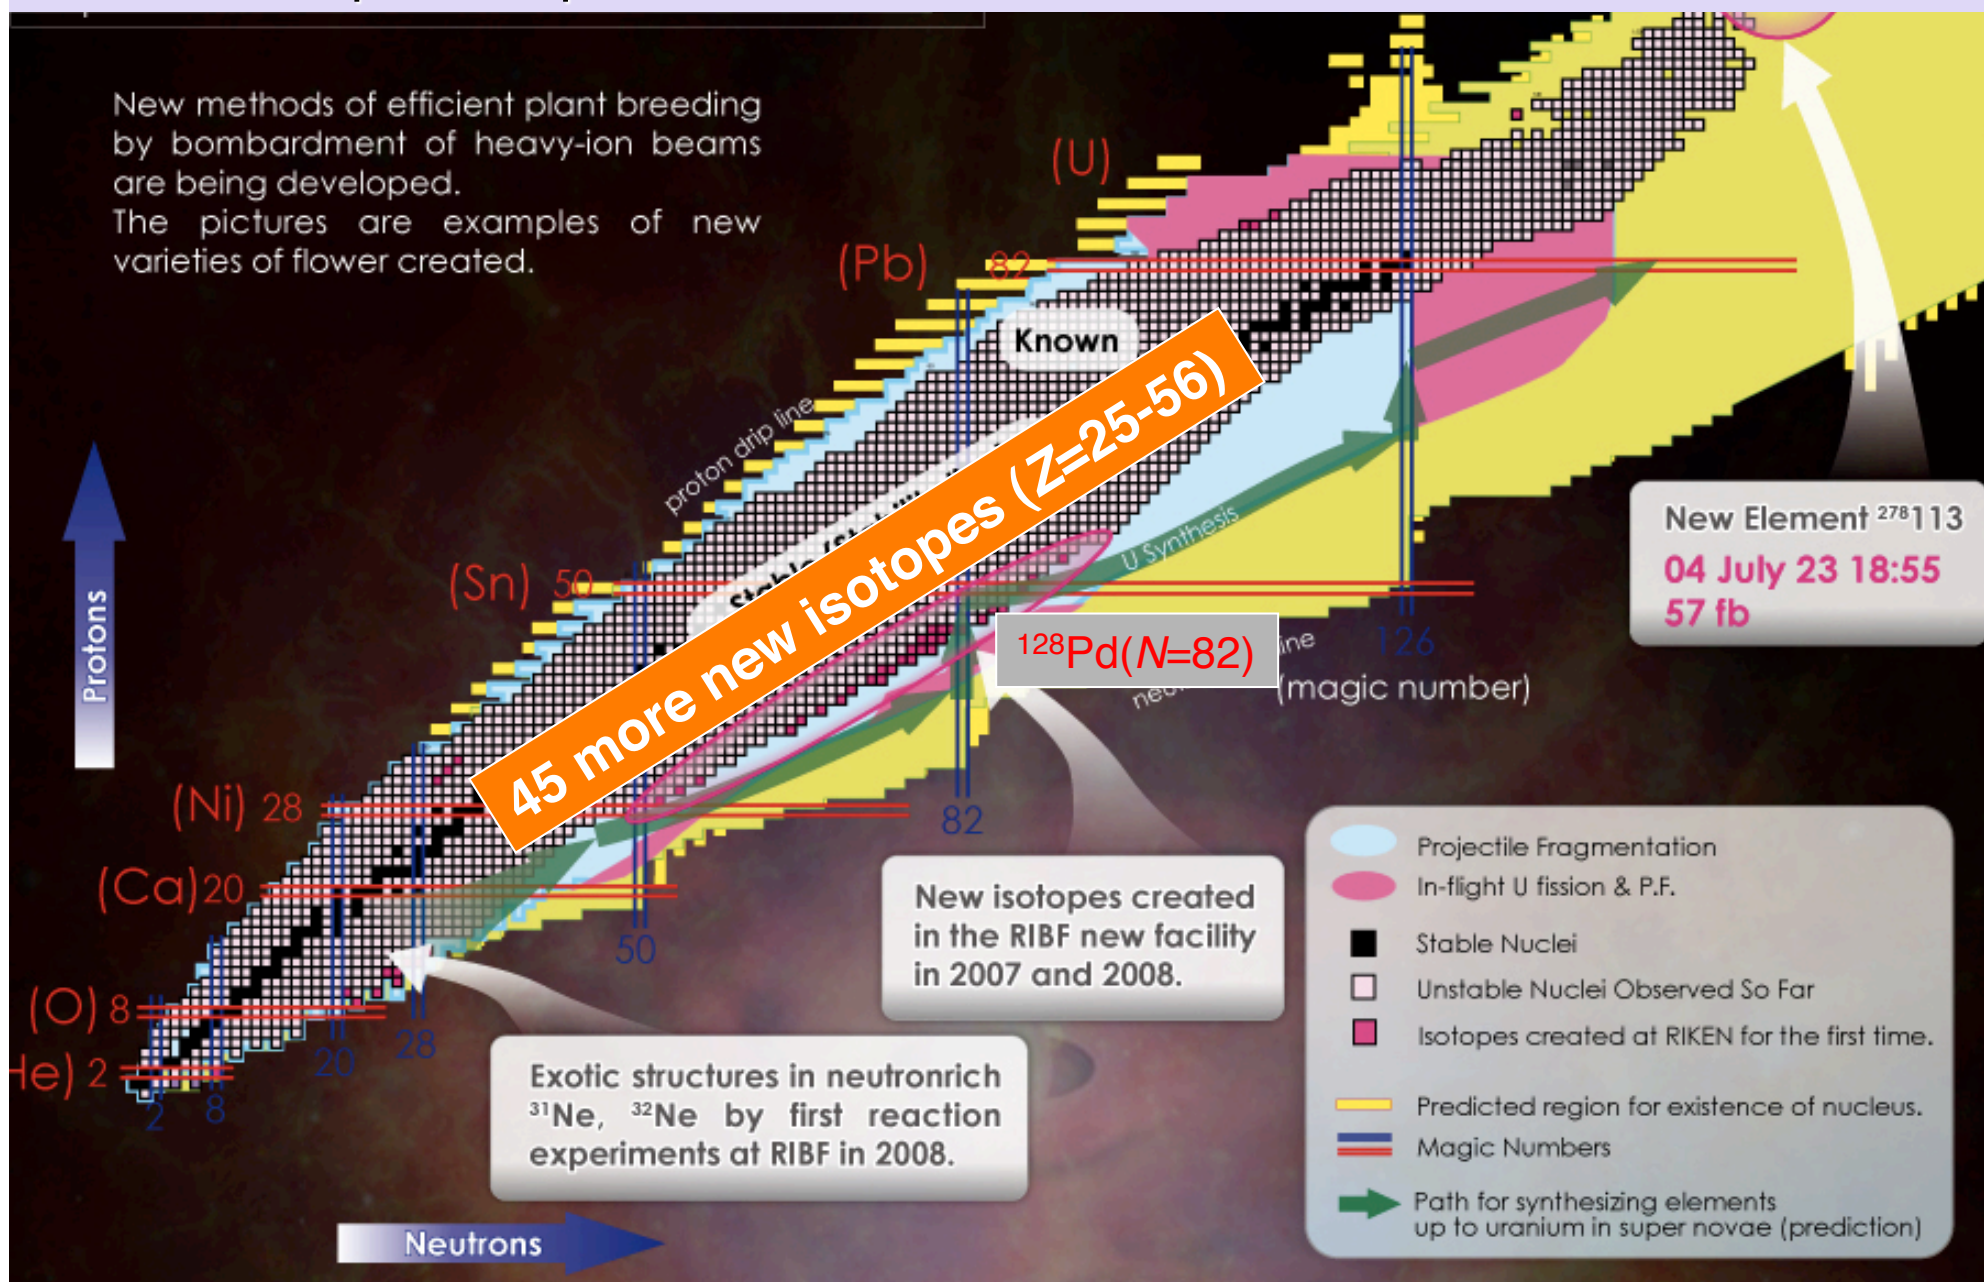 New methods of efficient plant breeding
by bombardment of heavy-ion beams
are being developed.
The pictures are examples of new
varieties of flower created.
(U)
(Pb) 82
Known
proton drip line
45 more new isotopes (Z=25-56)
U Synthesis
(Sn) 50
New Element ²⁷⁸113
04 July 23 18:55
57 fb
Protons
¹²⁸Pd(N=82)
126
(magic number)
(Ni) 28
82
(Ca)20
50
Projectile Fragmentation
In-flight U fission & P.F.
Stable Nuclei
Unstable Nuclei Observed So Far
Isotopes created at RIKEN for the first time.
Predicted region for existence of nucleus.
Magic Numbers
Path for synthesizing elements
up to uranium in super novae (prediction)
New isotopes created
in the RIBF new facility
in 2007 and 2008.
(O) 8
20
28
He) 2
2
8
Exotic structures in neutronrich
³¹Ne, ³²Ne by first reaction
experiments at RIBF in 2008.
Neutrons